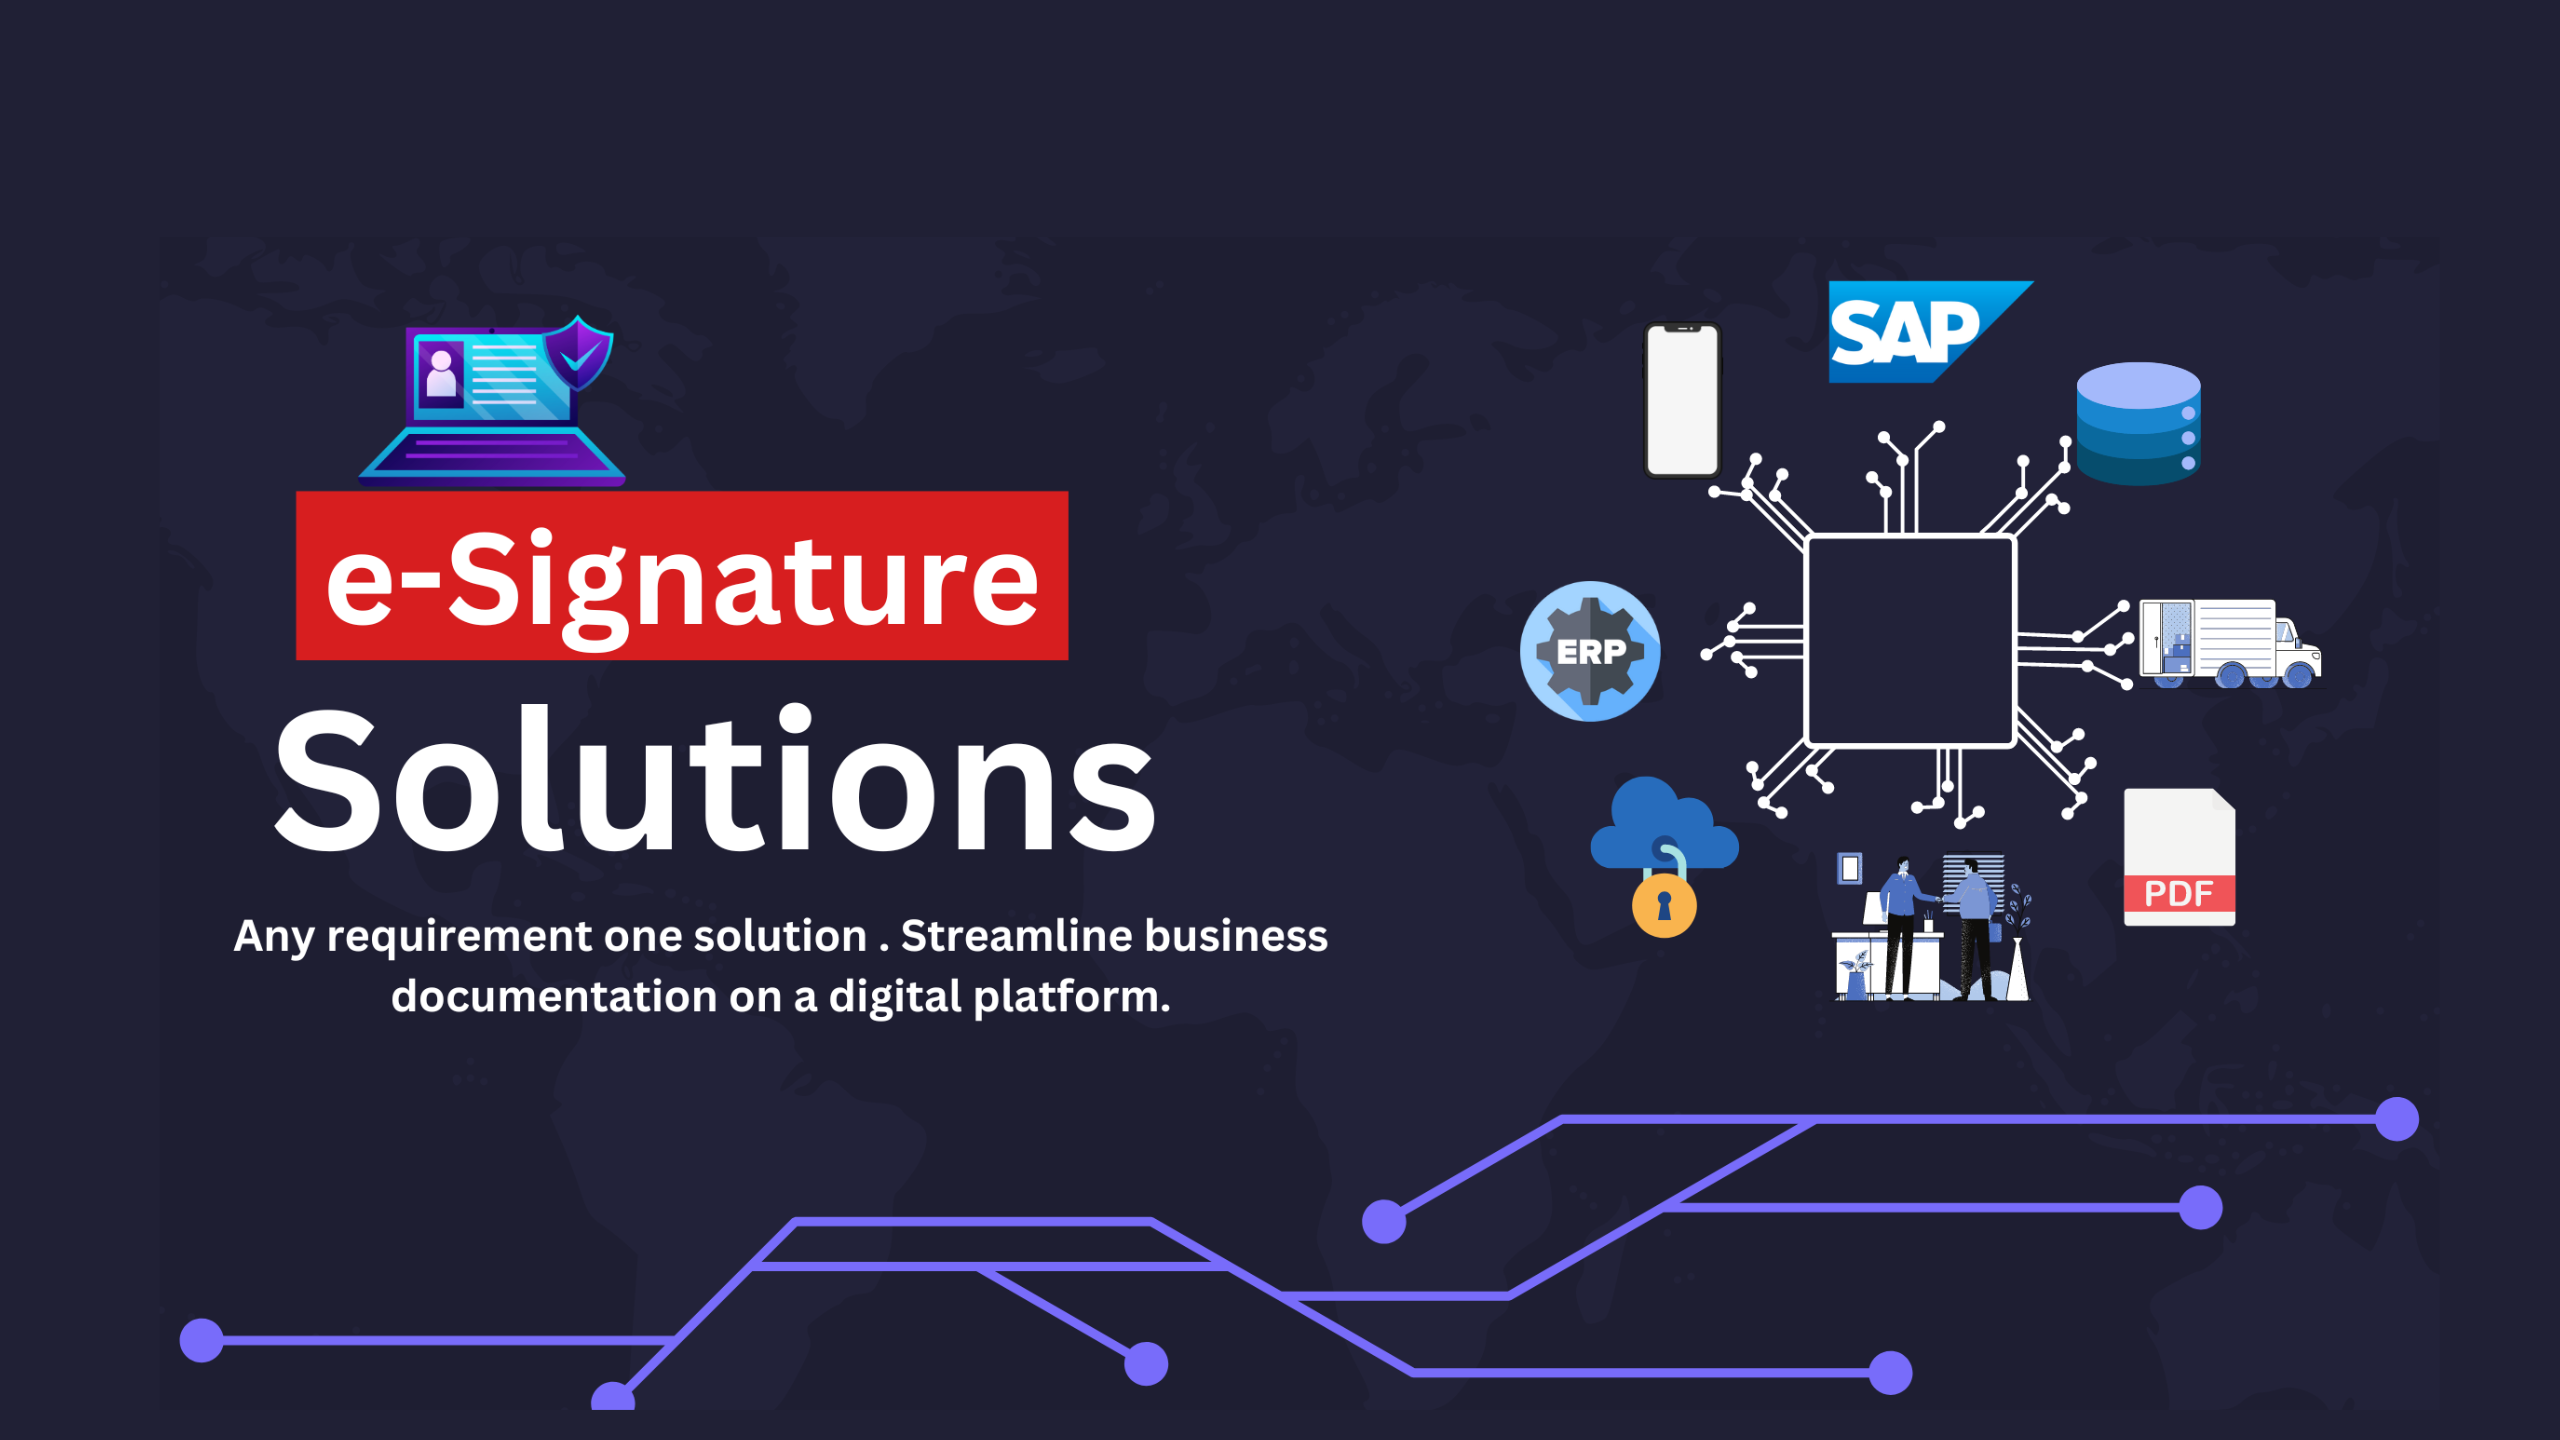 e-Signature
Solutions
Any requirement one solution . Streamline business
documentation on a digital platform.
SAP
ERP
PDF